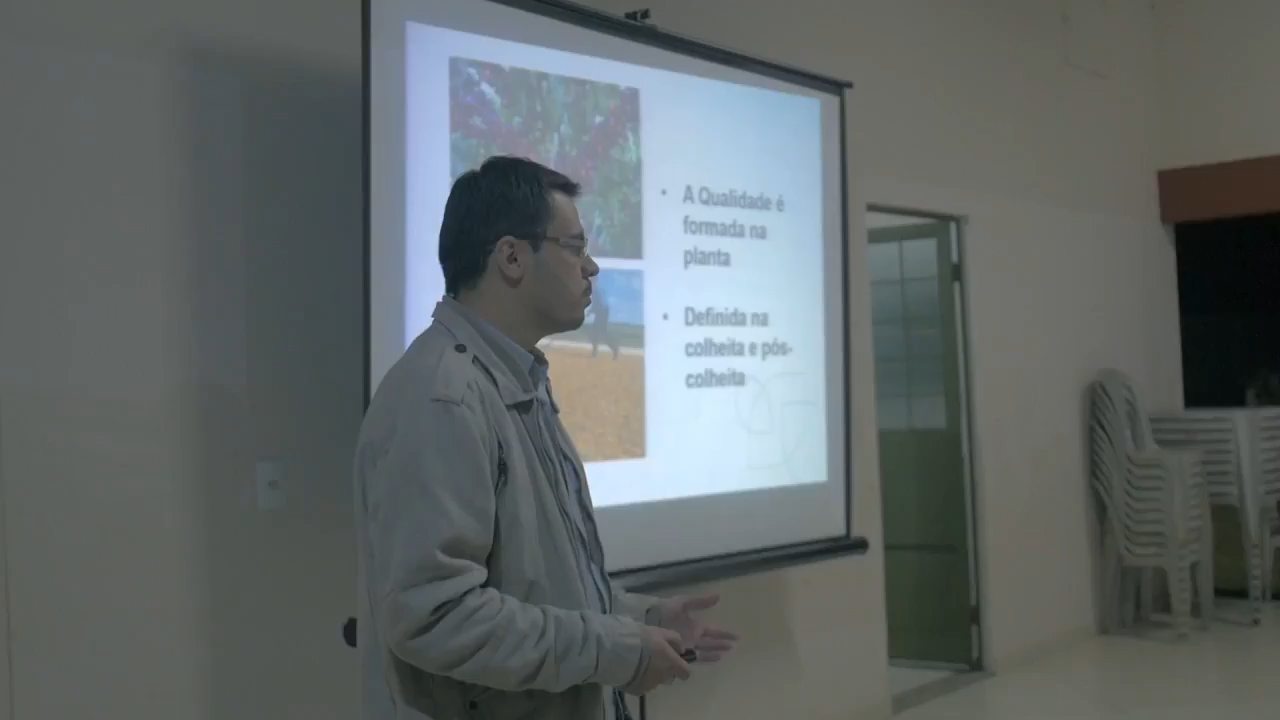 • A Qualidade é
formada na
planta
• Definida na
colheita e pós-
colheita